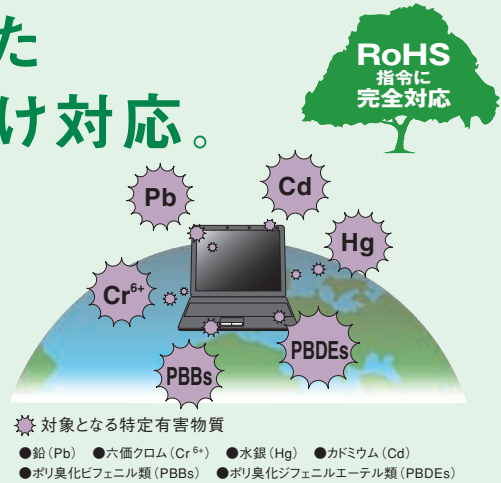 た
け対応。
RoHS
指令に
完全対応
Pb
Cd
Hg
Cr⁶⁺
PBBs
PBDEs
対象となる特定有害物質
●鉛（Pb） ●六価クロム（Cr⁶⁺） ●水銀（Hg） ●カドミウム（Cd）
●ポリ臭化ビフェニル類（PBBs） ●ポリ臭化ジフェニルエーテル類（PBDEs）